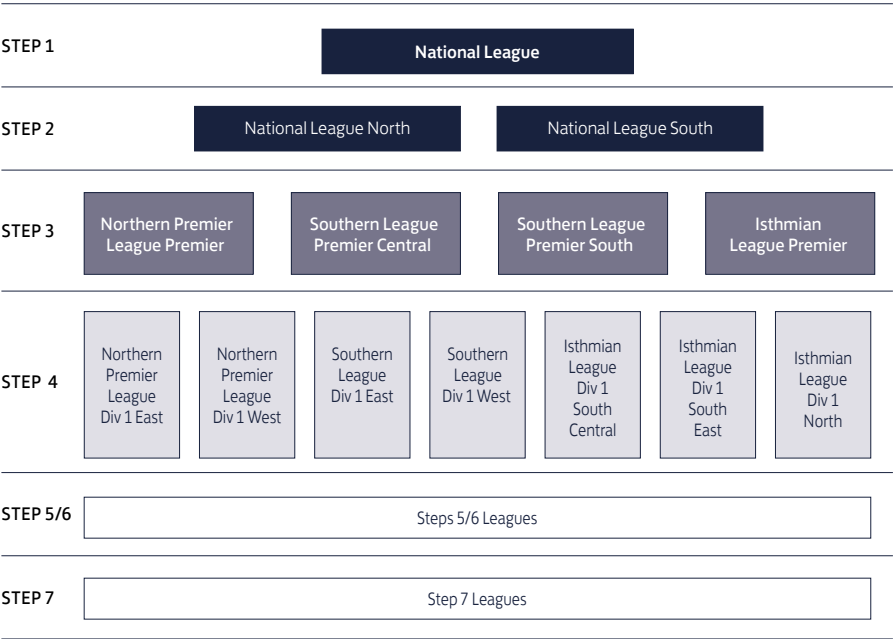 STEP 1
National League
STEP 2
National League North
National League South
STEP 3
Northern Premier
League Premier
Southern League
Premier Central
Southern League
Premier South
Isthmian
League Premier
STEP 4
Northern
Premier
League
Div 1 East
Northern
Premier
League
Div 1 West
Southern
League
Div 1 East
Southern
League
Div 1 West
Isthmian
League
Div 1
South
Central
Isthmian
League
Div 1
South
East
Isthmian
League
Div 1
North
STEP 5/6
Steps 5/6 Leagues
STEP 7
Step 7 Leagues